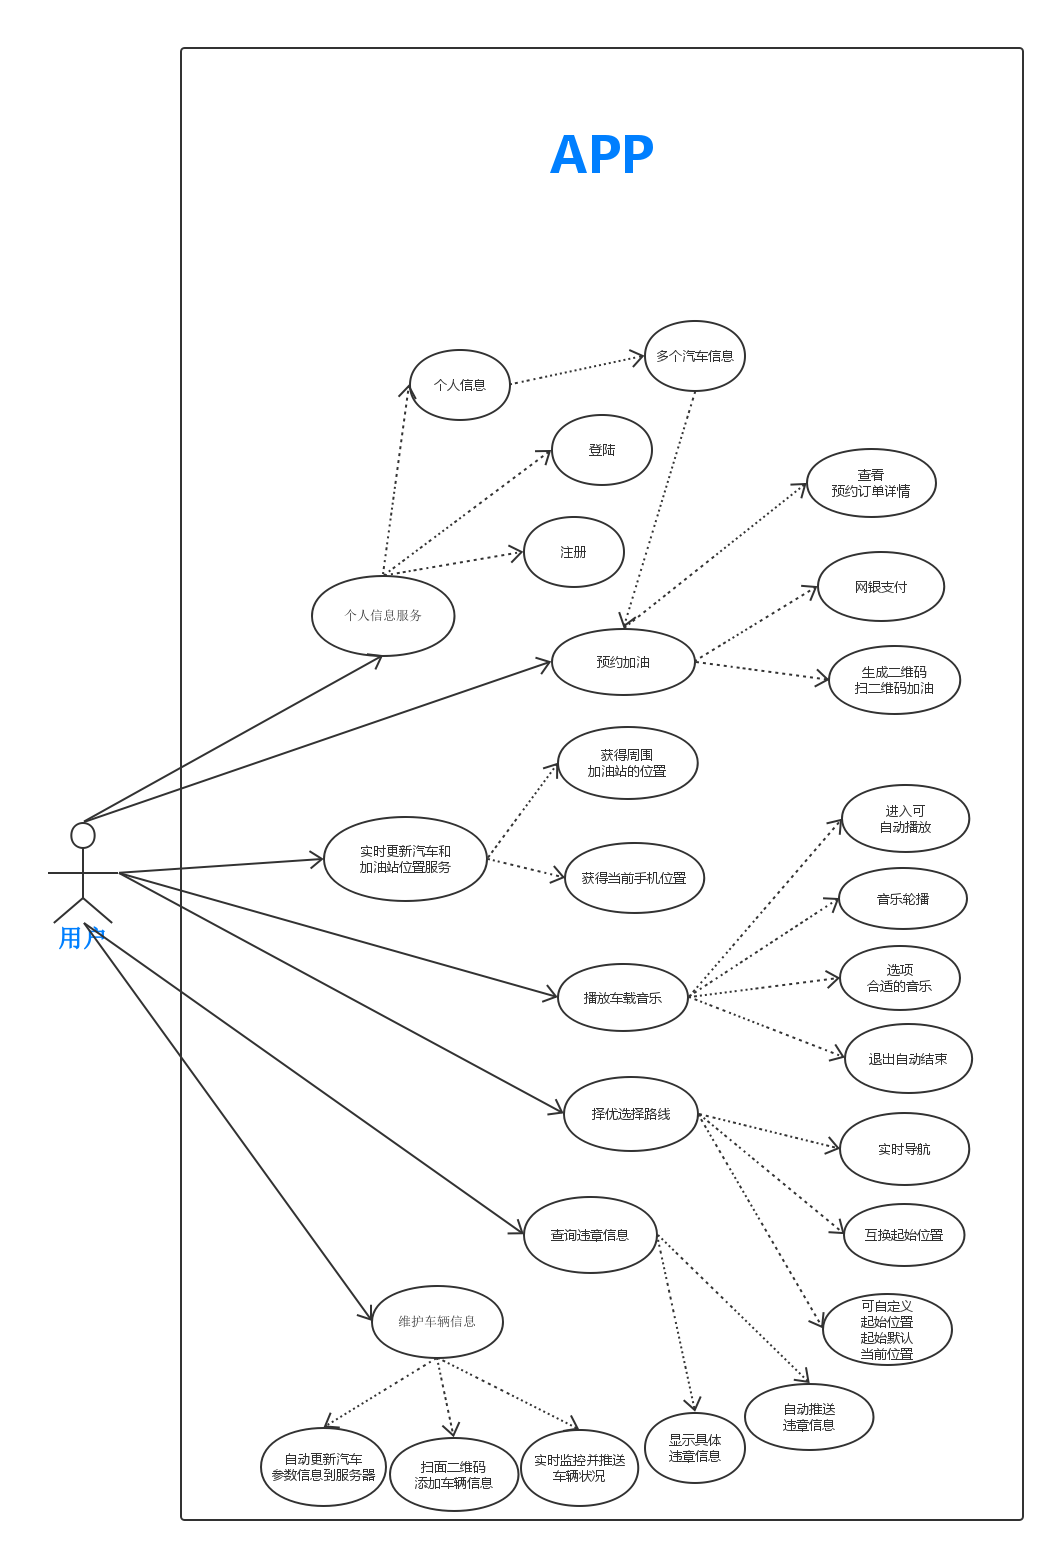 APP
多个汽车信息
个人信息
登陆
查看
预约订单详情
注册
网银支付
个人信息服务
预约加油
生成二维码
扫二维码加油
获得周围
加油站的位置
进入可
自动播放
实时更新汽车和
加油站位置服务
获得当前手机位置
音乐轮播
用户
选项
合适的音乐
播放车载音乐
退出自动结束
择优选择路线
实时导航
查询违章信息
互换起始位置
维护车辆信息
可自定义
起始位置
起始默认
当前位置
自动推送
违章信息
显示具体
违章信息
自动更新汽车
参数信息到服务器
扫面二维码
添加车辆信息
实时监控并推送
车辆状况